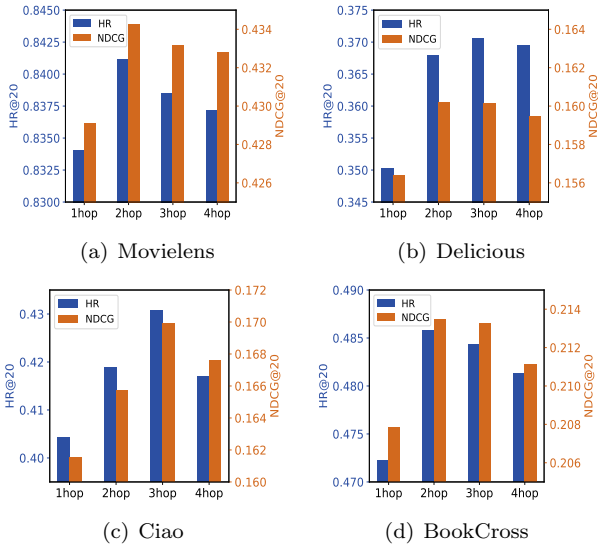 0.8450
0.8425
0.8400
0.8375
0.8350
0.8325
0.8300
HR@20
HR
NDCG
0.434
0.434
0.430
0.428
0.426
NDCG@20
1hop 2hop 3hop 4hop
(a) Movielens
0.375
0.370
0.365
0.360
0.355
0.350
0.345
HR@20
HR
NDCG
0.164
0.162
0.160
0.158
0.156
NDCG@20
1hop 2hop 3hop 4hop
(b) Delicious
0.43
0.42
0.41
0.40
HR@20
HR
NDCG
0.172
0.170
0.168
0.166
0.164
0.162
0.160
NDCG@20
1hop 2hop 3hop 4hop
(c) Ciao
0.490
0.485
0.480
0.475
0.470
HR@20
HR
NDCG
0.214
0.212
0.210
0.208
0.206
NDCG@20
1hop 2hop 3hop 4hop
(d) BookCross